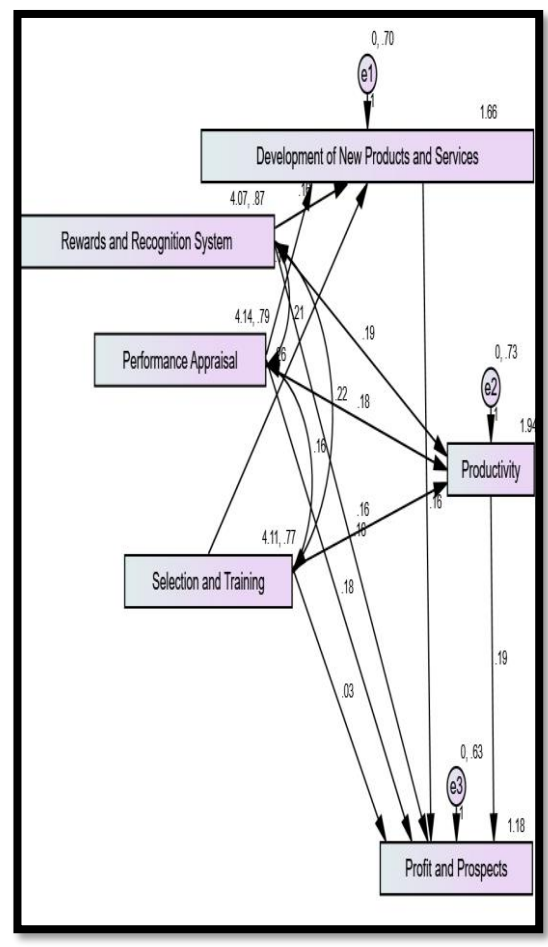 0, .70
e1
1
1.66
Development of New Products and Services
4.07, .87
Rewards and Recognition System
4.14, .79
.21
.19
Performance Appraisal
0, .73
e2
1
.22
.18
1.94
.16
Productivity
.16
.16
4.11, .77
Selection and Training
.18
.03
.19
0, .63
e3
1
1.18
Profit and Prospects